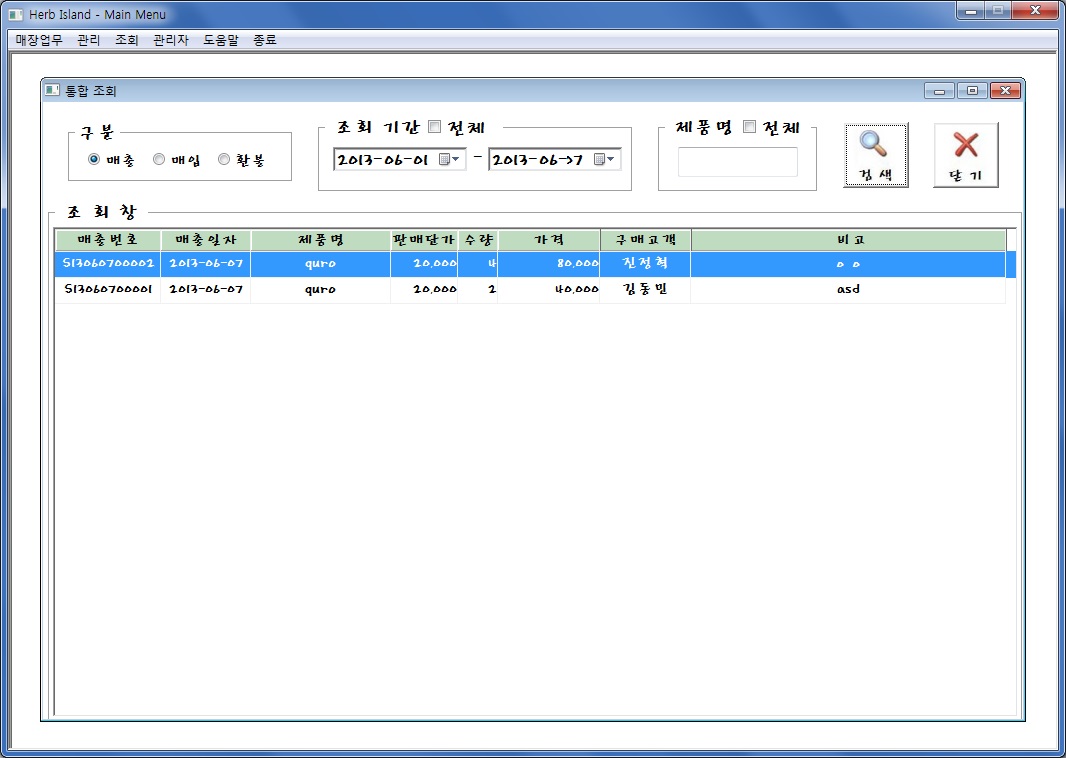 Herb Island - Main Menu
매장업무 관리 조회 관리자 도움말 종료
통합 조회
구분
매출 매입 환불
조회 기간 전체
2013-06-01 - 2013-06-27
제품명 전체
검색
닫기
조회창
매출번호 매출일자 제품명 판매단가 수량 가격 구매고객 비고
S13060700002 2013-06-07 quro 20,000 4 80,000 진정혁 ㅇㅇ
S13060700001 2013-06-07 quro 20,000 2 40,000 김동민 asd